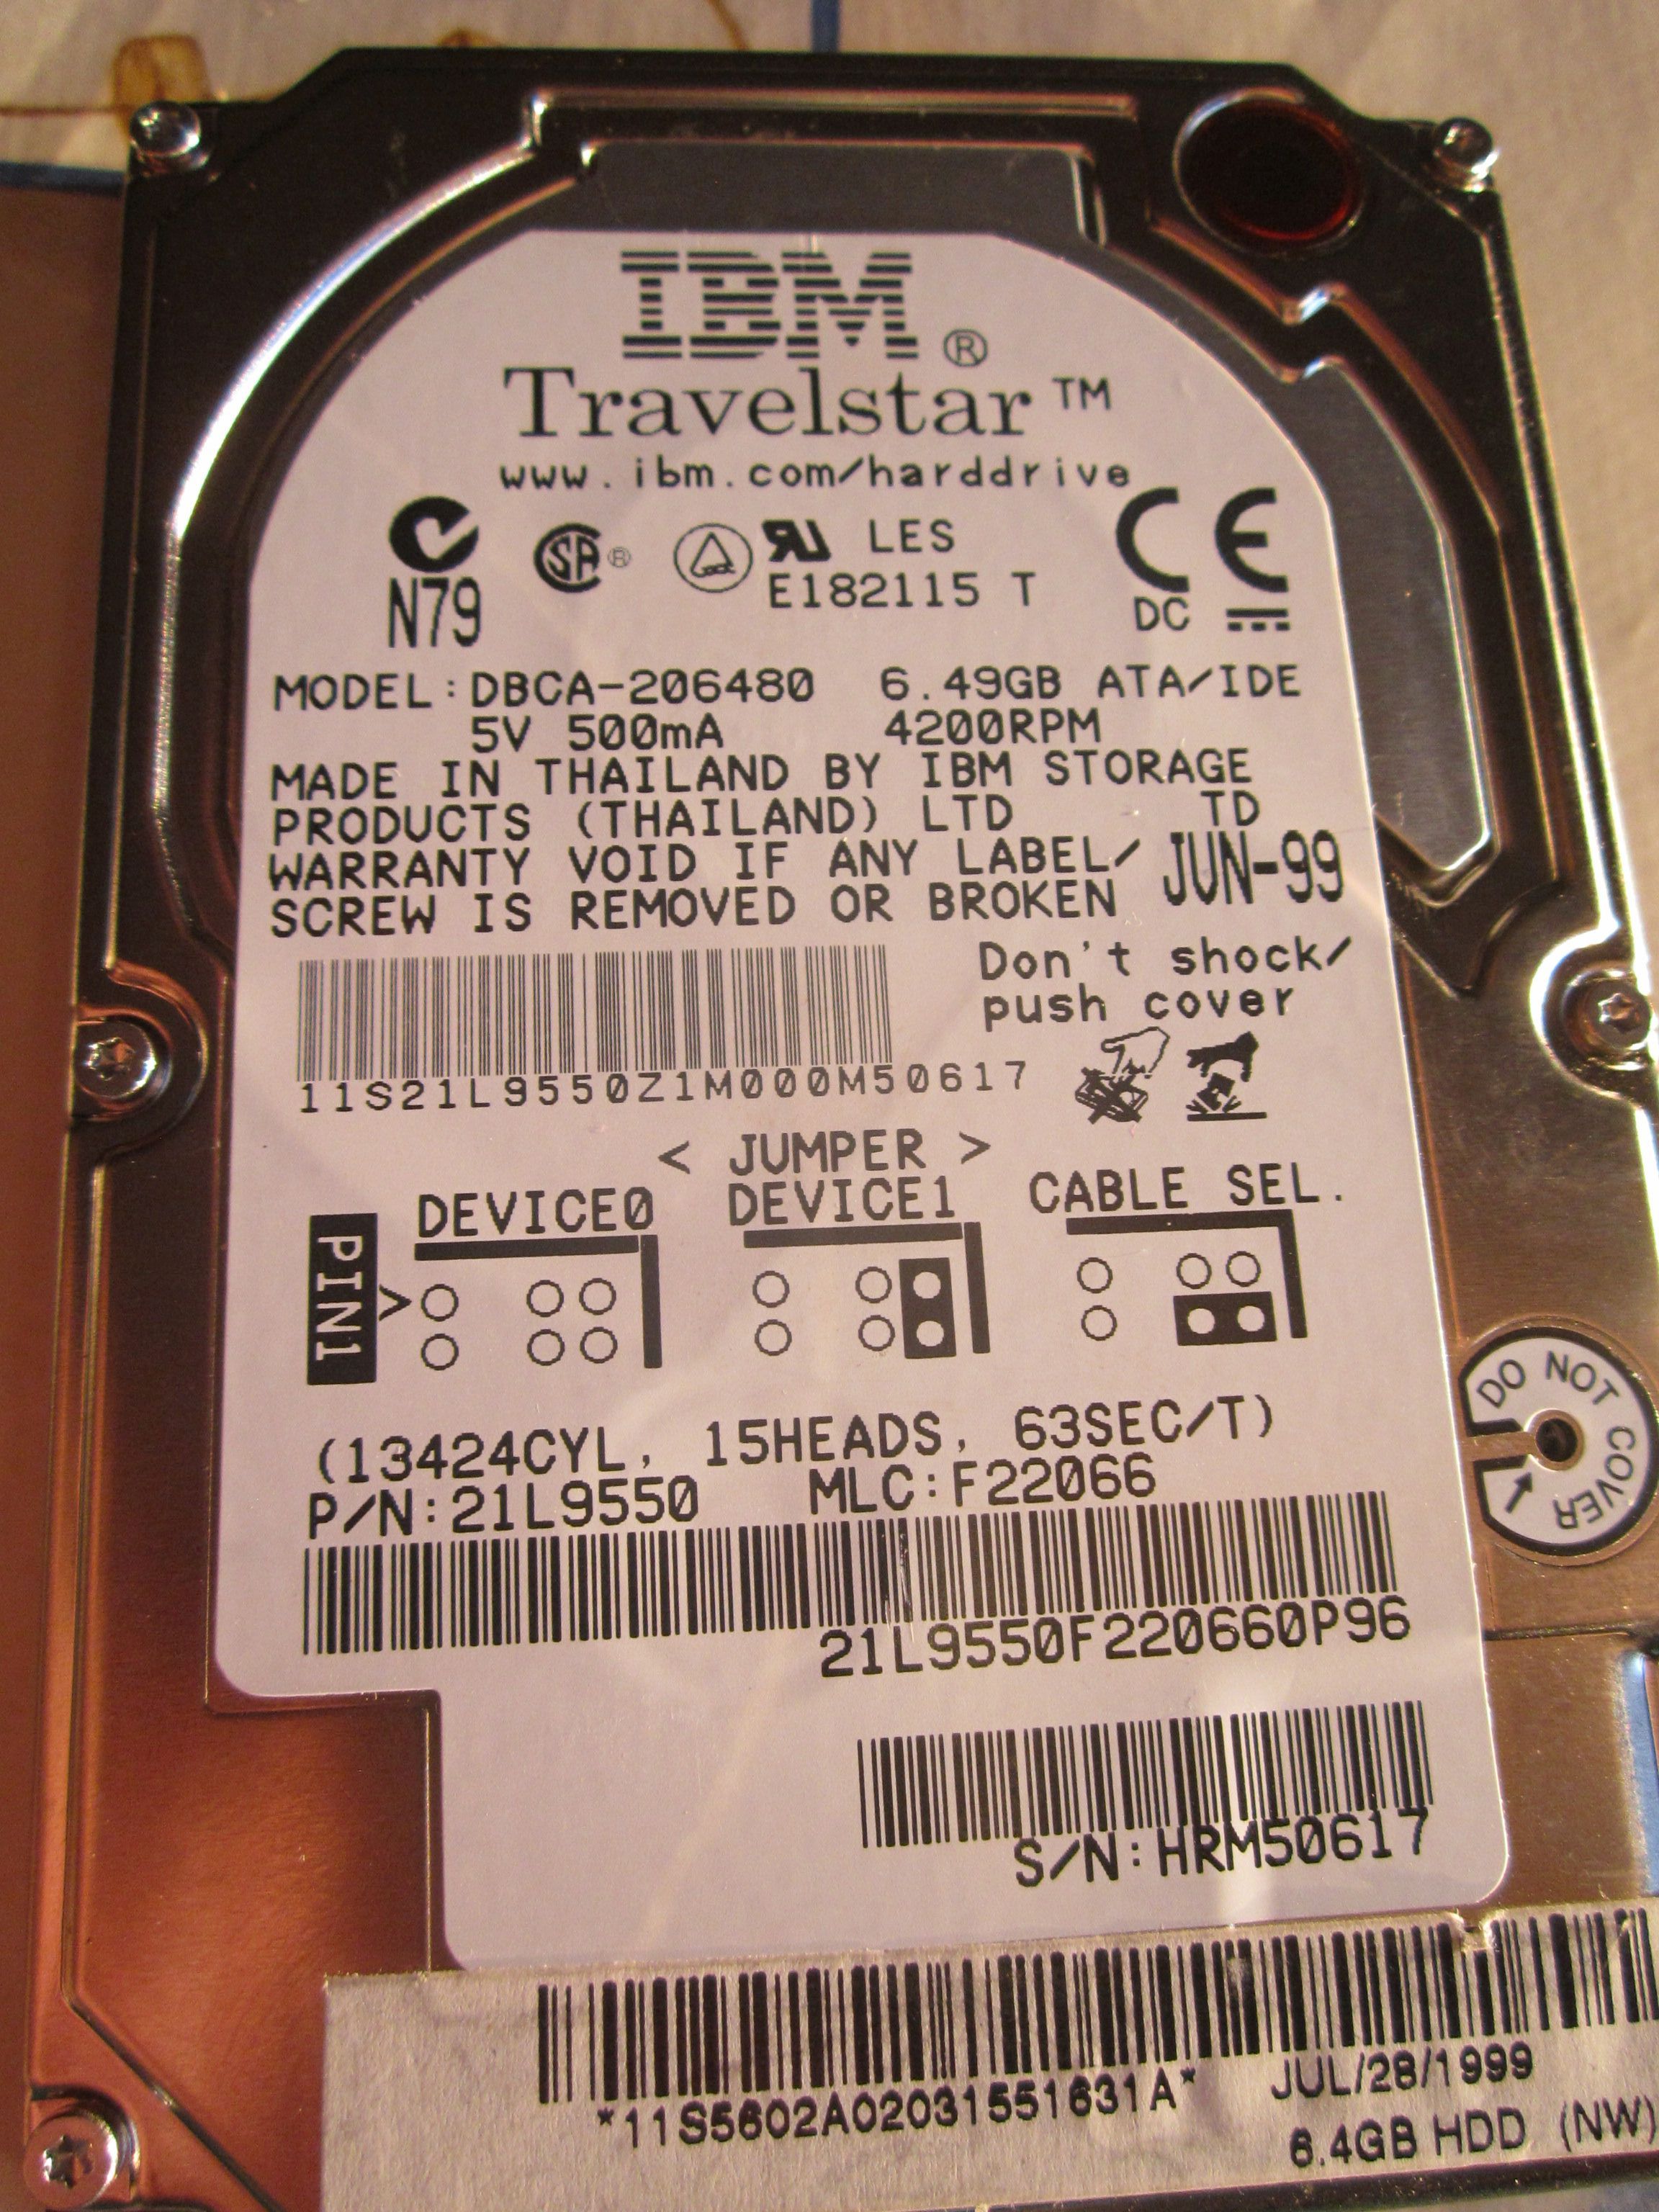 IBM ®
Travelstar ™
www.ibm.com/harddrive
N79
SA ®
LES
E182115 T
CE
DC
MODEL:DBCA-206480 6.49GB ATA/IDE
5V 500mA 4200RPM
MADE IN THAILAND BY IBM STORAGE
PRODUCTS (THAILAND) LTD TD
WARRANTY VOID IF ANY LABEL/
SCREW IS REMOVED OR BROKEN
JUN-99
Don't shock/
push cover
11S21L9550Z1M000M50617
< JUMPER >
DEVICE0 DEVICE1 CABLE SEL.
PIN1
(13424CYL, 15HEADS, 63SEC/T)
P/N:21L9550 MLC:F22066
21L9550F220660P96
S/N:HRM50617
DO NOT COVER
*11S5602A02031551631A* JUL/28/1999
6.4GB HDD (NW)